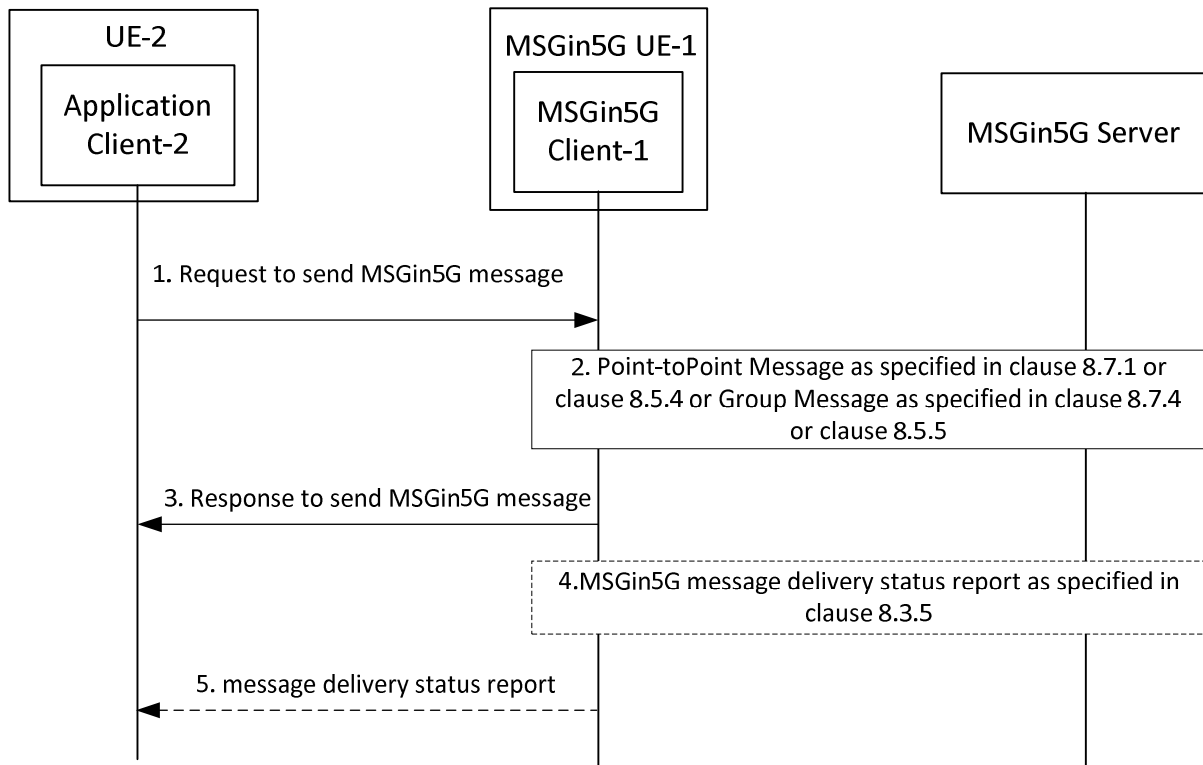 UE-2
Application
Client-2
MSGin5G UE-1
MSGin5G
Client-1
MSGin5G Server
1. Request to send MSGin5G message
2. Point-toPoint Message as specified in clause 8.7.1 or
clause 8.5.4 or Group Message as specified in clause 8.7.4
or clause 8.5.5
3. Response to send MSGin5G message
4.MSGin5G message delivery status report as specified in
clause 8.3.5
5. message delivery status report